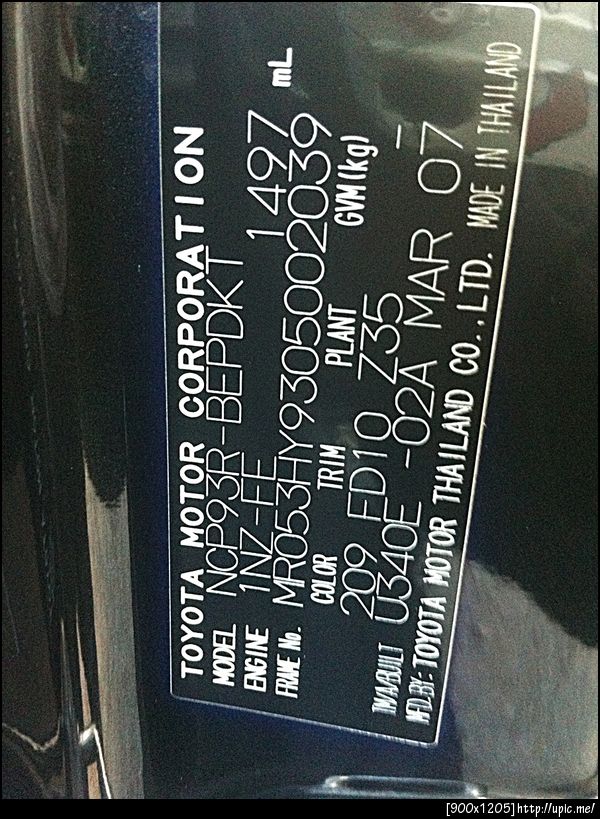 TOYOTA MOTOR CORPORATION
MODEL NCP93R-BEPDKT
ENGINE 1NZ-FE 1497 mL
FRAME No. MR053HY9305002039
COLOR TRIM PLANT GVM(kg)
209 FD10 Z35 -
T/A/BUILT U340E -02A MAR 07
MFD.BY: TOYOTA MOTOR THAILAND CO.,LTD. MADE IN THAILAND
[900x1205]http://upic.me/